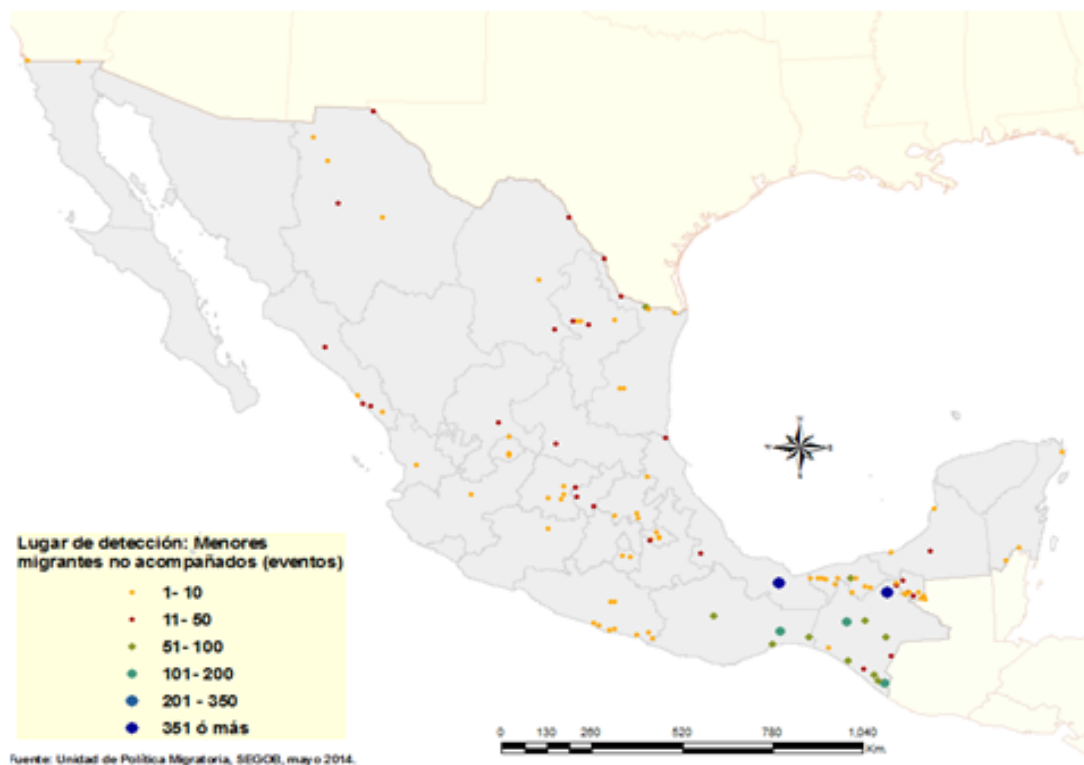 Lugar de detección: Menores
migrantes no acompañados (eventos)
1- 10
11- 50
51- 100
101- 200
201 - 350
351 ó más
0 130 260 520 780 1,040
Km.
Fuente: Unidad de Política Migratoria, SEGOB, mayo 2014.